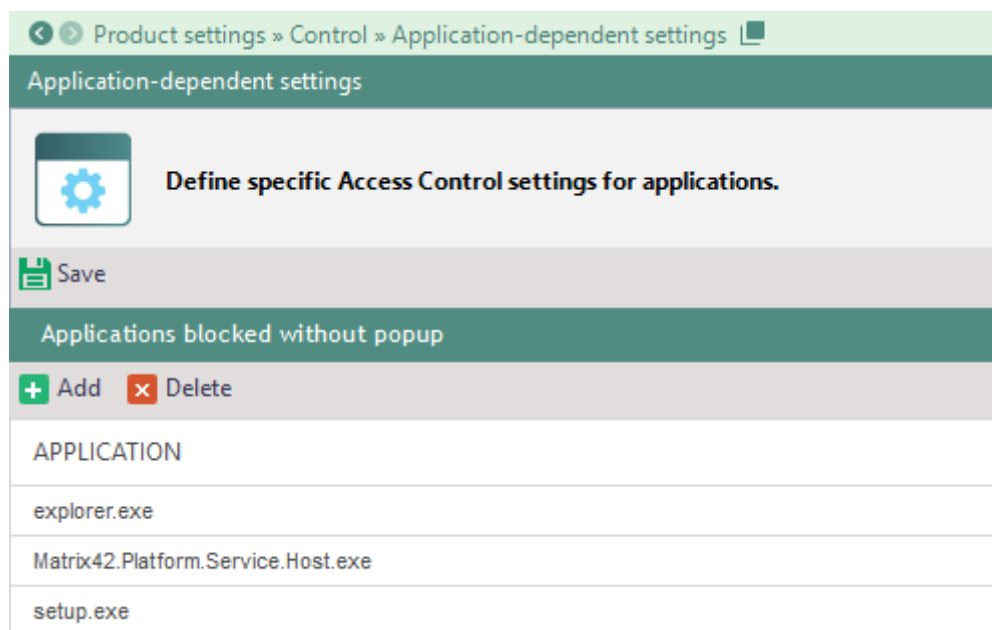 Product settings » Control » Application-dependent settings
Application-dependent settings
Define specific Access Control settings for applications.
Save
Applications blocked without popup
Add Delete
APPLICATION
explorer.exe
Matrix42.Platform.Service.Host.exe
setup.exe